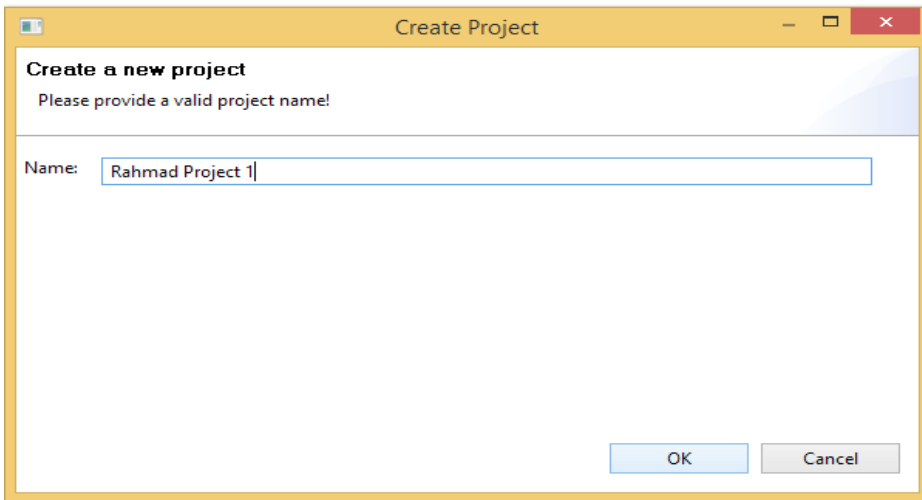 Create Project
Create a new project
Please provide a valid project name!
Name: Rahmad Project 1
OK Cancel